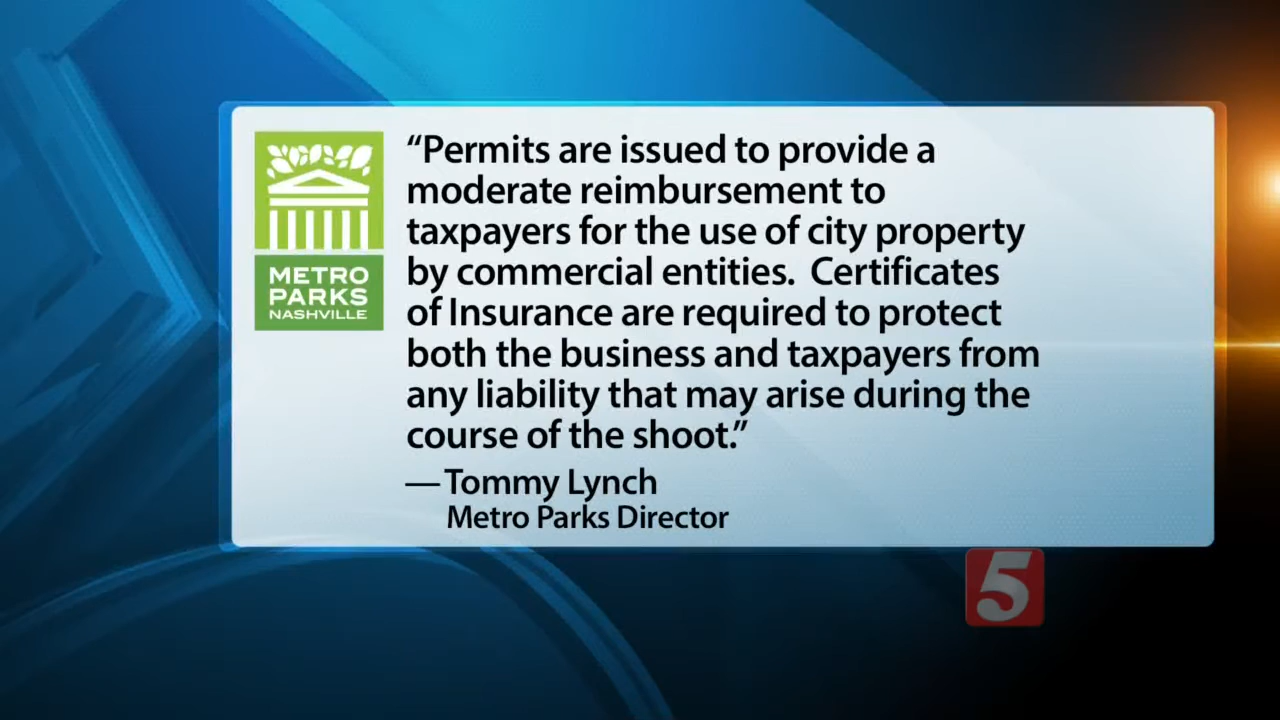 METRO
PARKS
NASHVILLE
“Permits are issued to provide a
moderate reimbursement to
taxpayers for the use of city property
by commercial entities.  Certificates
of Insurance are required to protect
both the business and taxpayers from
any liability that may arise during the
course of the shoot.”
— Tommy Lynch
Metro Parks Director
5